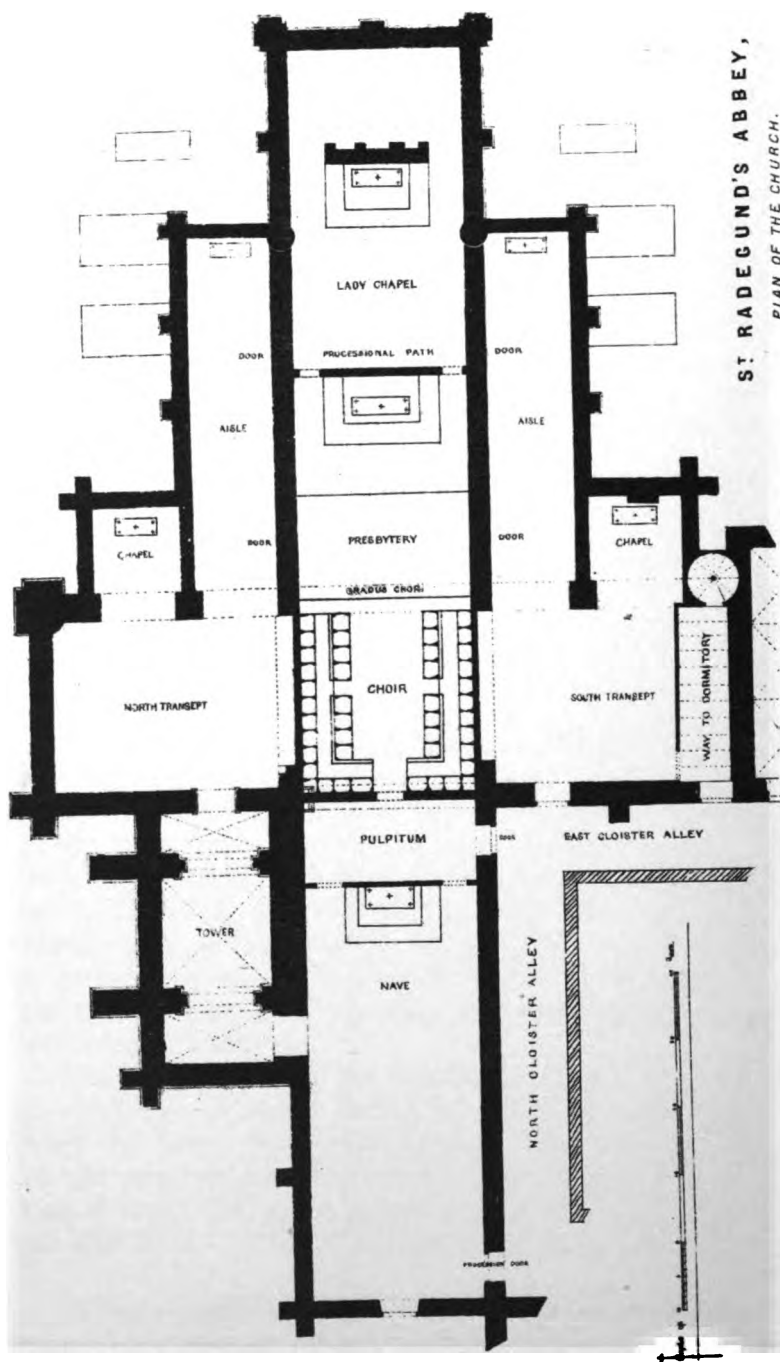 ST. RADEGUND'S ABBEY,
PLAN OF THE CHURCH.
LADY CHAPEL
DOOR
PROCESSIONAL PATH
DOOR
AISLE
AISLE
CHAPEL
DOOR
PRESBYTERY
DOOR
CHAPEL
GRADUS CHORI
NORTH TRANSEPT
CHOIR
SOUTH TRANSEPT
WAY TO DORMITORY
PULPITUM
DOOR
EAST CLOISTER ALLEY
TOWER
NAVE
NORTH CLOISTER ALLEY
PROCESSION DOOR